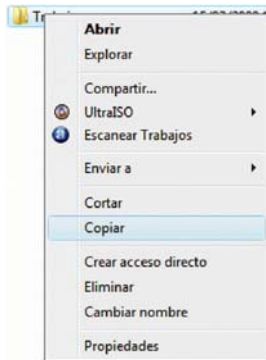 Abrir
Explorar
Compartir...
UltraISO
Escanear Trabajos
Enviar a
Cortar
Copiar
Crear acceso directo
Eliminar
Cambiar nombre
Propiedades